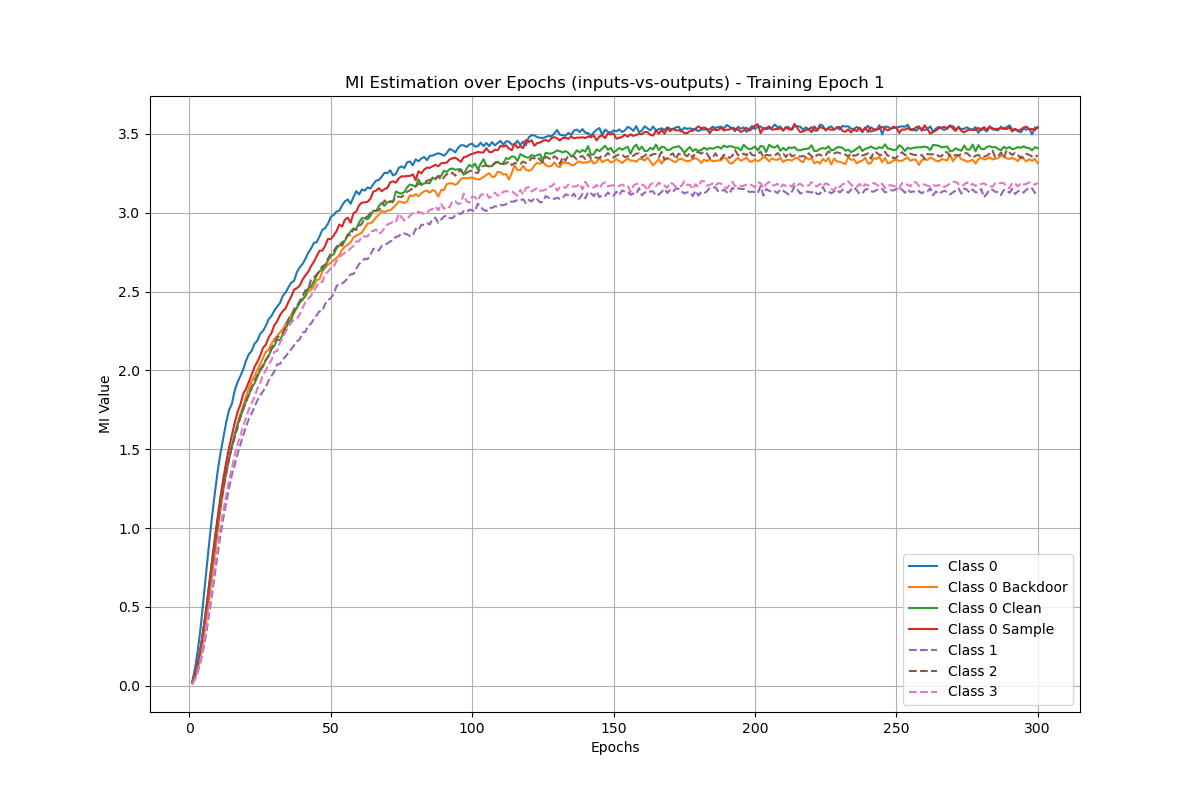 MI Estimation over Epochs (inputs-vs-outputs) - Training Epoch 1
MI Value
3.5
3.0
2.5
2.0
1.5
1.0
0.5
0.0
Class 0
Class 0 Backdoor
Class 0 Clean
Class 0 Sample
Class 1
Class 2
Class 3
0 50 100 150 200 250 300
Epochs